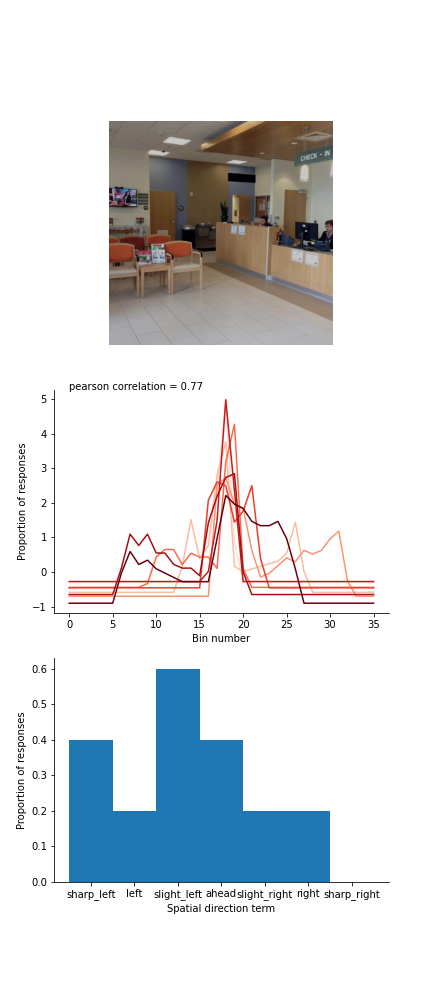 CHECK - IN
pearson correlation = 0.77
Proportion of responses
5
4
3
2
1
0
−1
0 5 10 15 20 25 30 35
Bin number
Proportion of responses
0.6
0.5
0.4
0.3
0.2
0.1
0.0
sharp_left left slight_left ahead slight_right right sharp_right
Spatial direction term